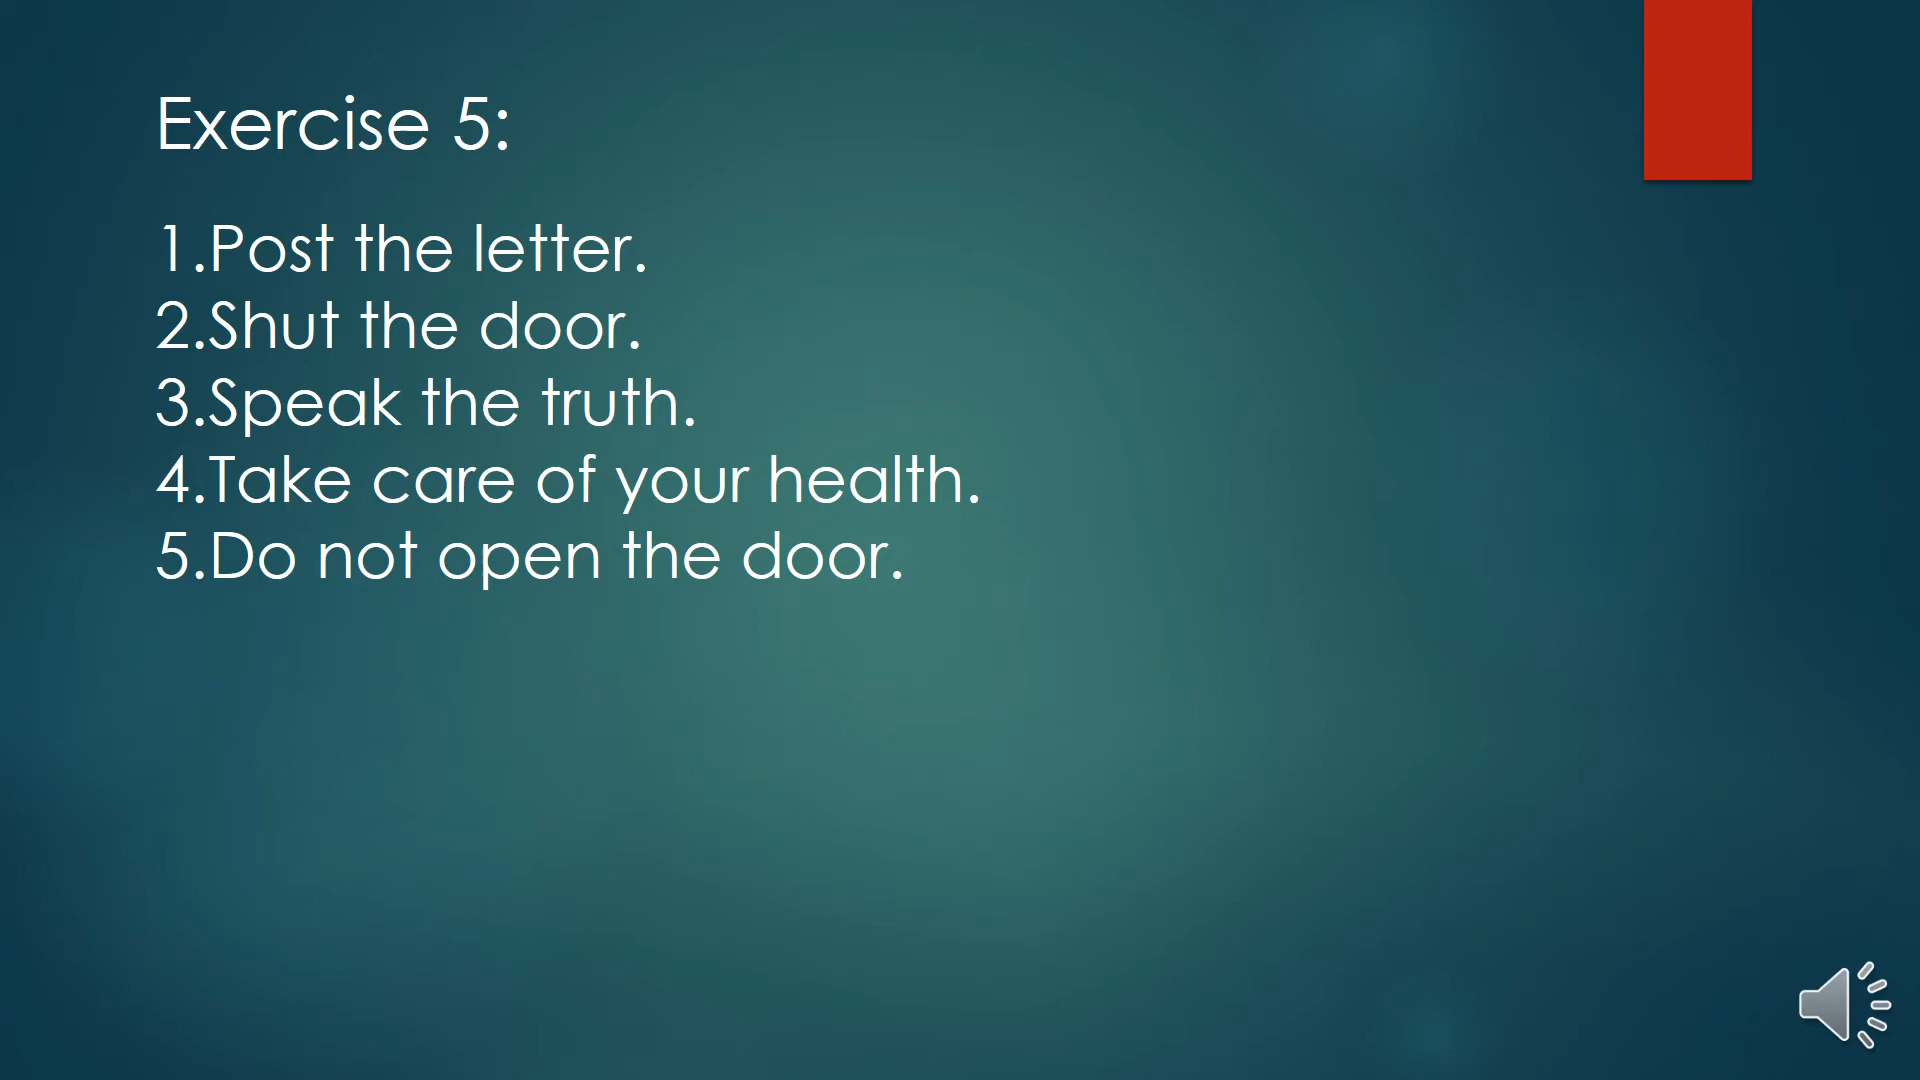 Exercise 5:
1.Post the letter.
2.Shut the door.
3.Speak the truth.
4.Take care of your health.
5.Do not open the door.